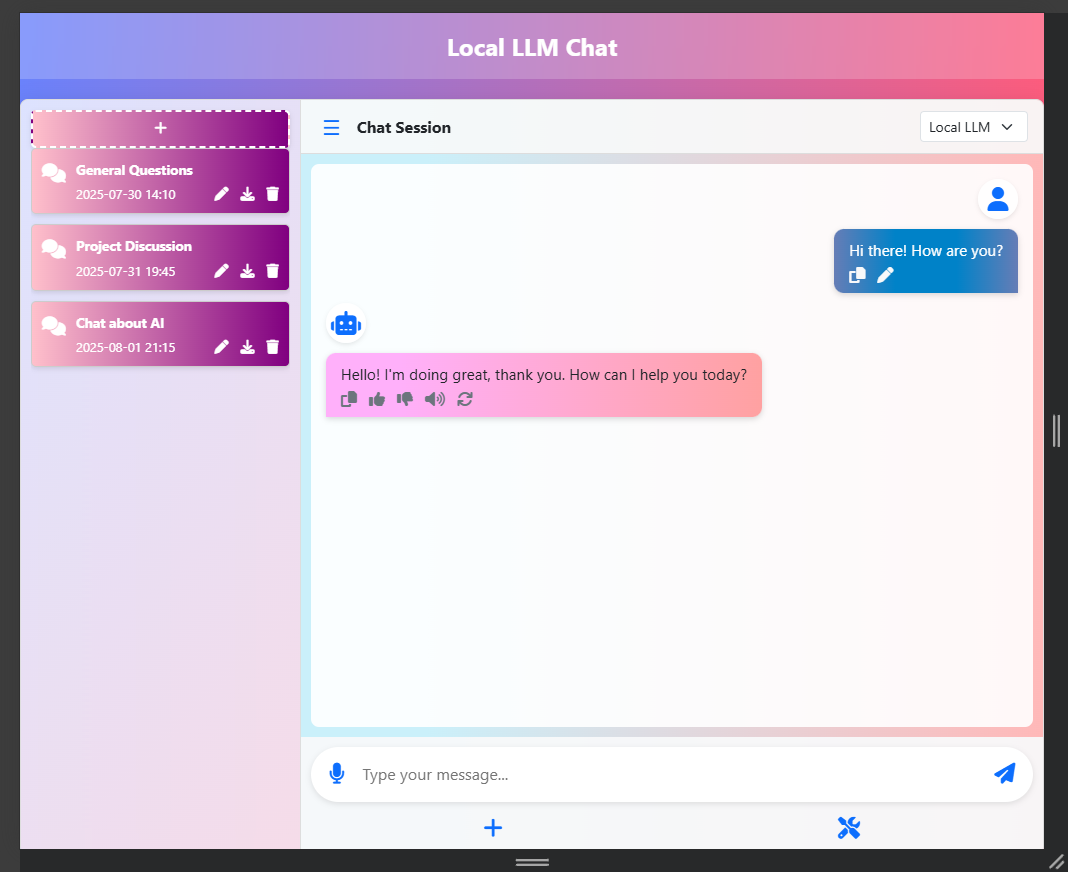 Local LLM Chat
General Questions
2025-07-30 14:10
Project Discussion
2025-07-31 19:45
Chat about AI
2025-08-01 21:15
Chat Session
Local LLM
Hi there! How are you?
Hello! I'm doing great, thank you. How can I help you today?
Type your message...